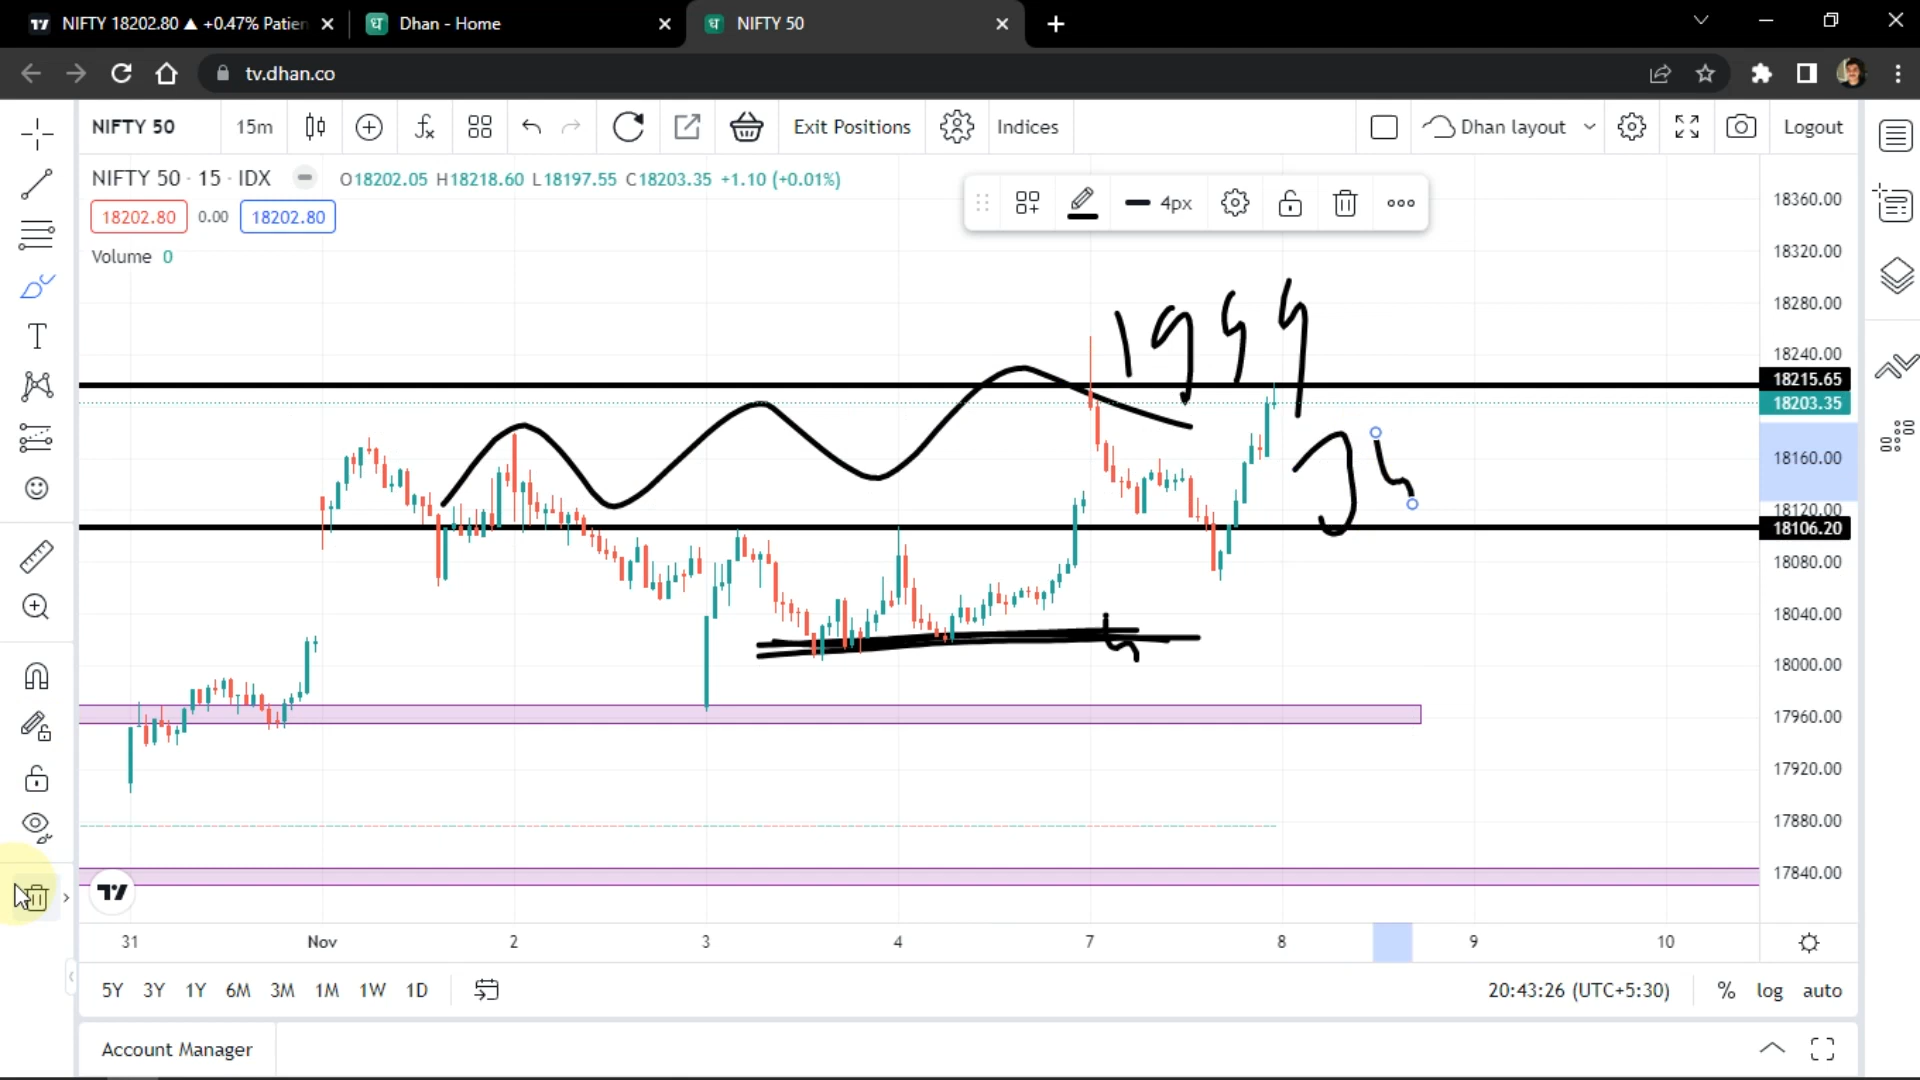 NIFTY 18202.80 ▲ +0.47% Patien
Dhan - Home
NIFTY 50
tv.dhan.co
NIFTY 50 15m Exit Positions Indices Dhan layout Logout
NIFTY 50 · 15 · IDX O18202.05 H18218.60 L18197.55 C18203.35 +1.10 (+0.01%)
4px
18202.80 0.00 18202.80
Volume 0
18360.00
18320.00
18280.00
18240.00
18215.65
18203.35
18160.00
18120.00
18106.20
18080.00
18040.00
18000.00
17960.00
17920.00
17880.00
17840.00
31 Nov 2 3 4 7 8 9 10
5Y 3Y 1Y 6M 3M 1M 1W 1D
20:43:26 (UTC+5:30) % log auto
Account Manager